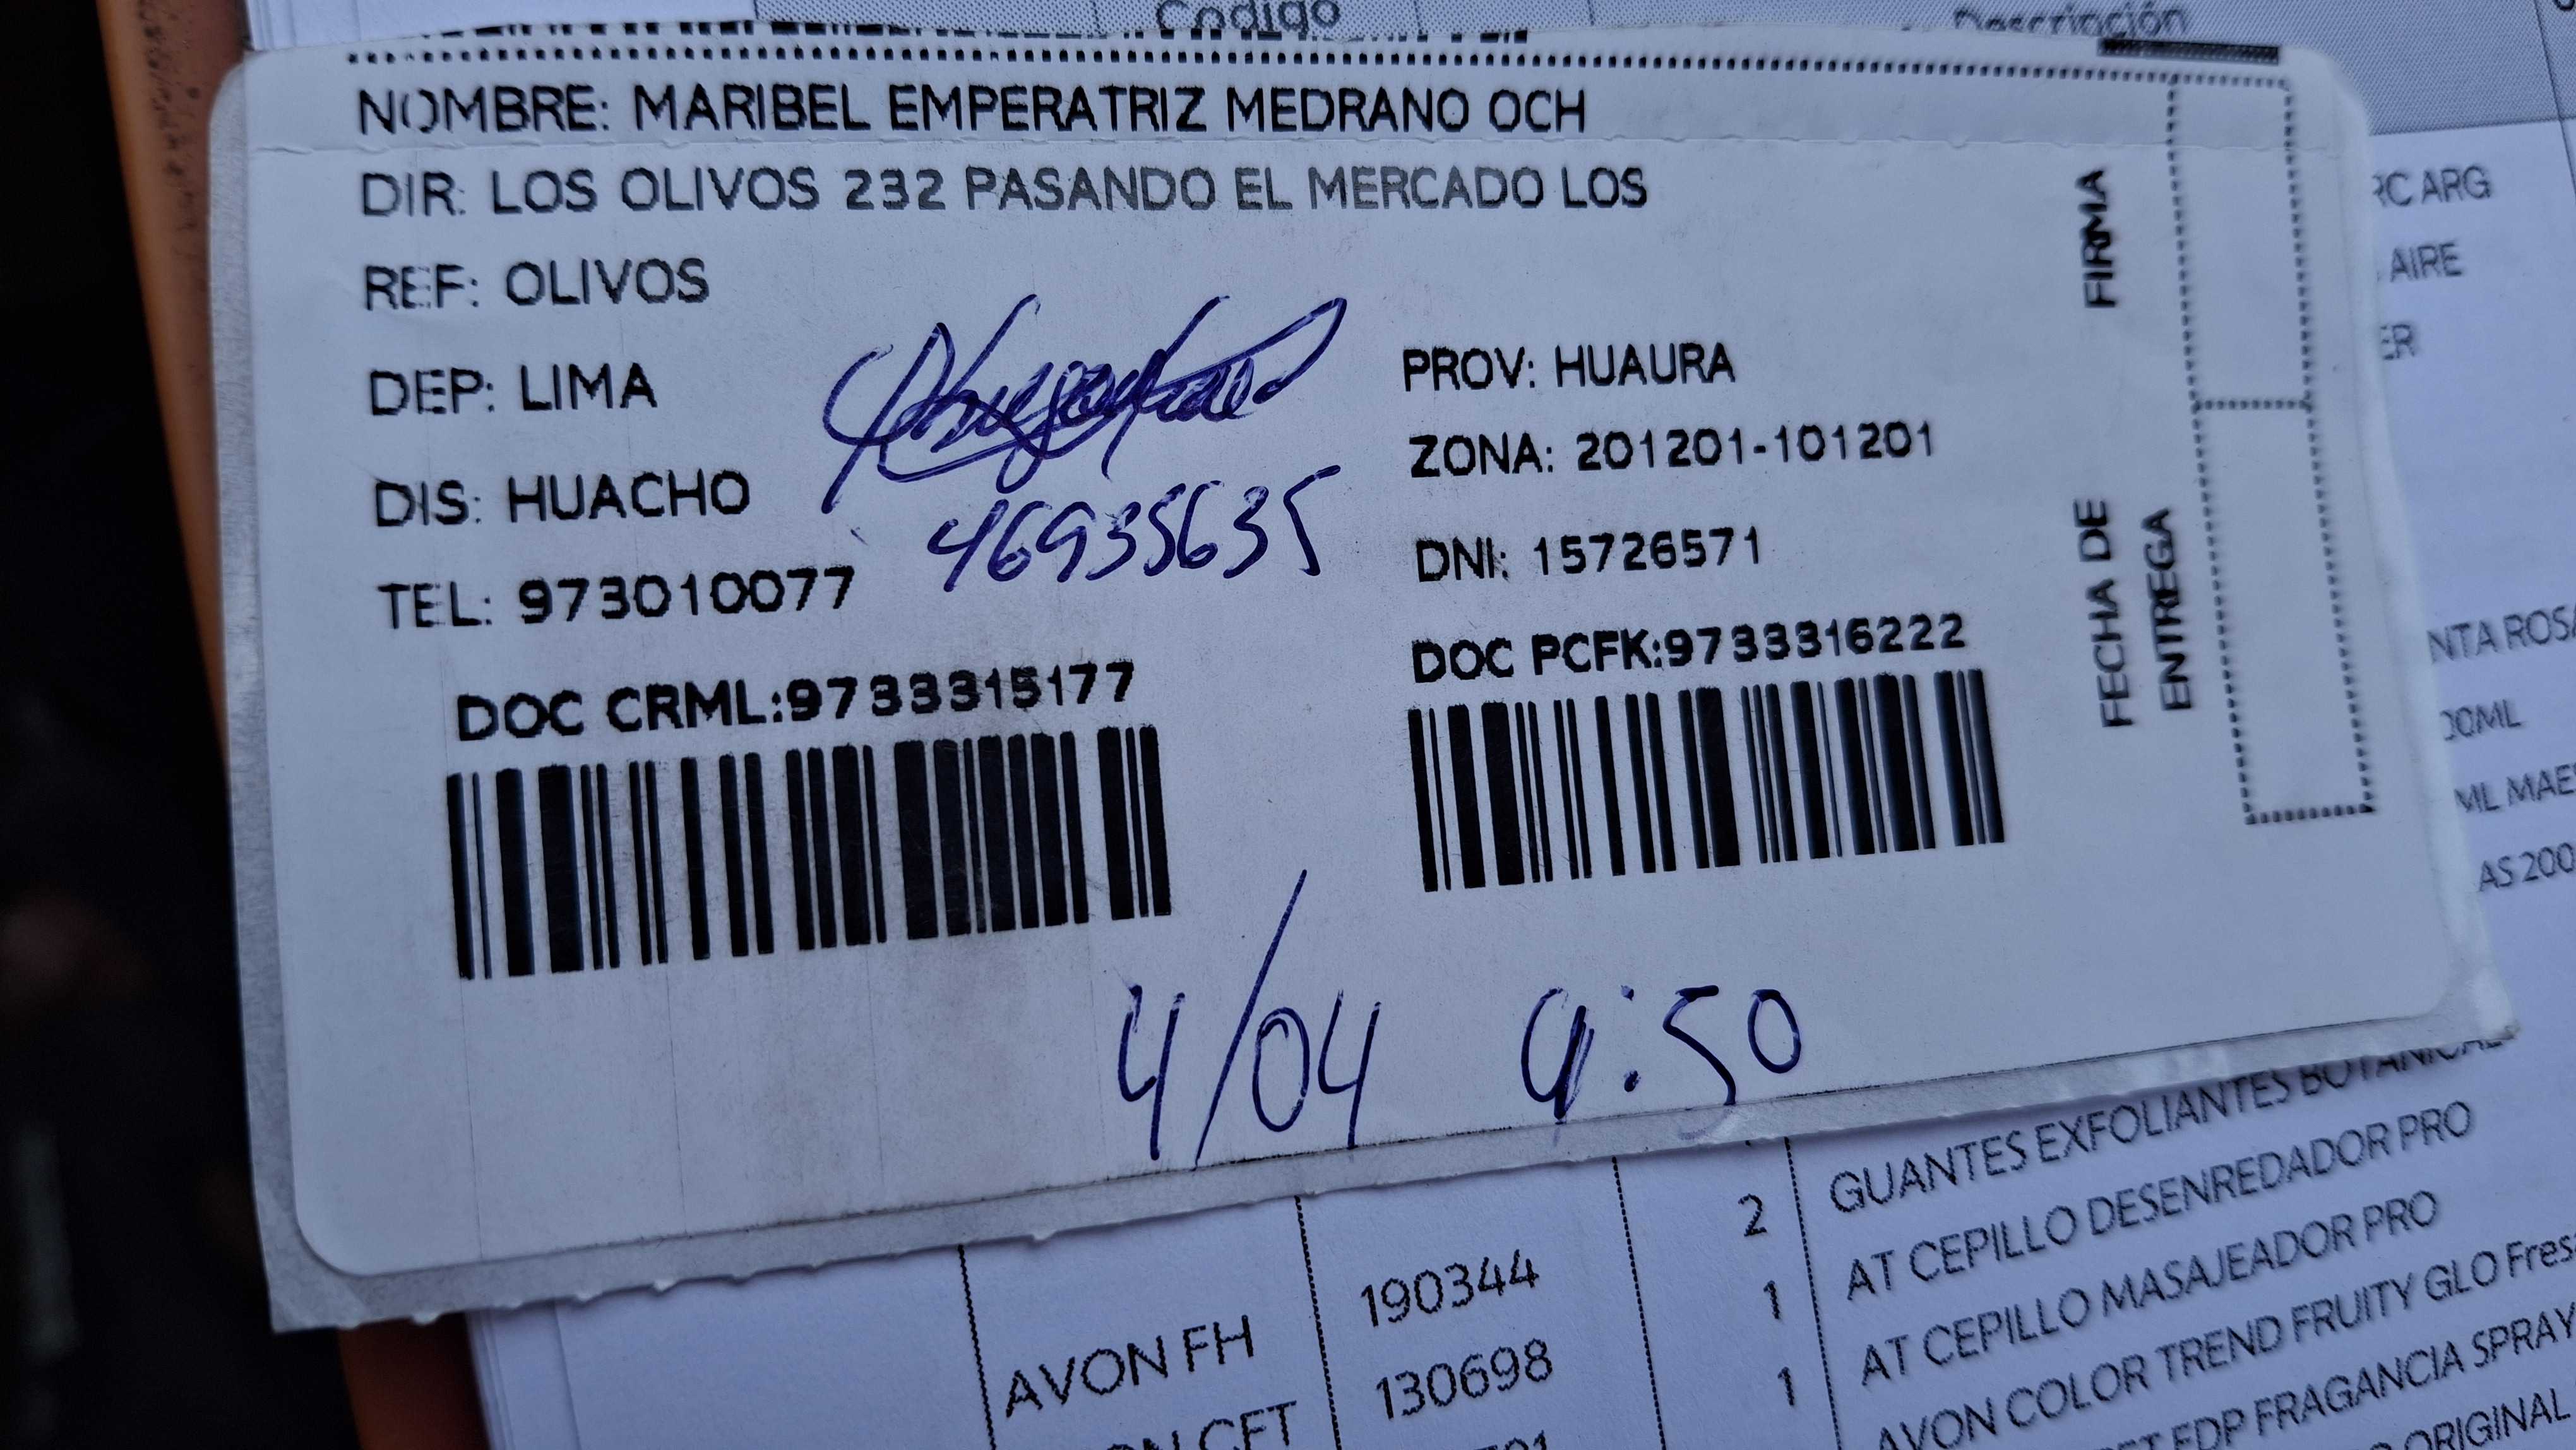 Código
Descripción
NOMBRE: MARIBEL EMPERATRIZ MEDRANO OCH
DIR: LOS OLIVOS 232 PASANDO EL MERCADO LOS
REF: OLIVOS
DEP: LIMA
PROV: HUAURA
ZONA: 201201-101201
DIS: HUACHO
46935635
DNI: 15726571
TEL: 973010077
DOC CRML:9733315177
DOC PCFK:9733316222
FIRMA
FECHA DE
ENTREGA
4/04 9:50
RC ARG
AIRE
ER
NTA ROSA
00ML
ML MAES
AS 200
GUANTES EXFOLIANTES BOTANICAL
2 AT CEPILLO DESENREDADOR PRO
190344 1 AT CEPILLO MASAJEADOR PRO
AVON FH 130698 1 AVON COLOR TREND FRUITY GLO Fres
EDP FRAGANCIA SPRAY
ORIGINAL